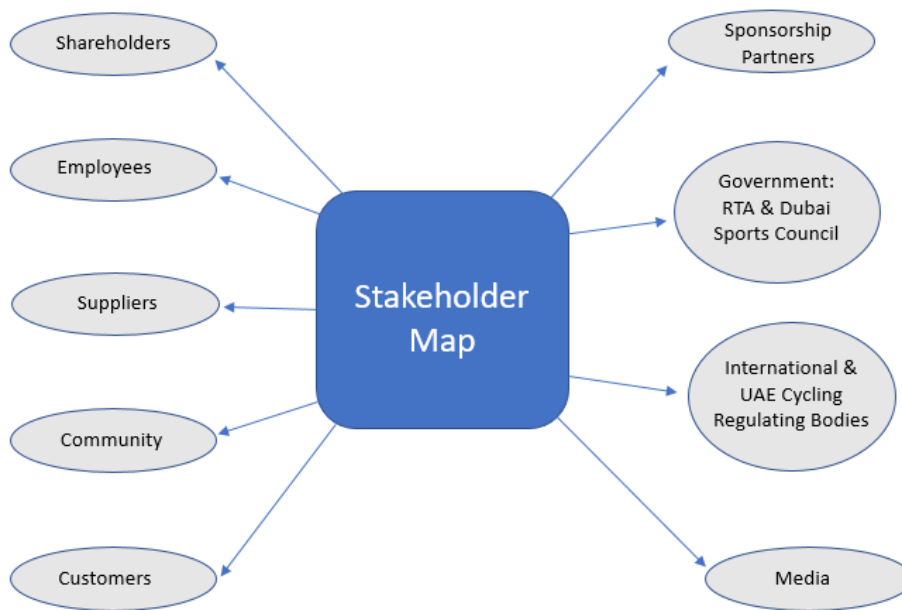 Shareholders
Employees
Suppliers
Community
Customers
Stakeholder
Map
Sponsorship
Partners
Government:
RTA & Dubai
Sports Council
International &
UAE Cycling
Regulating Bodies
Media